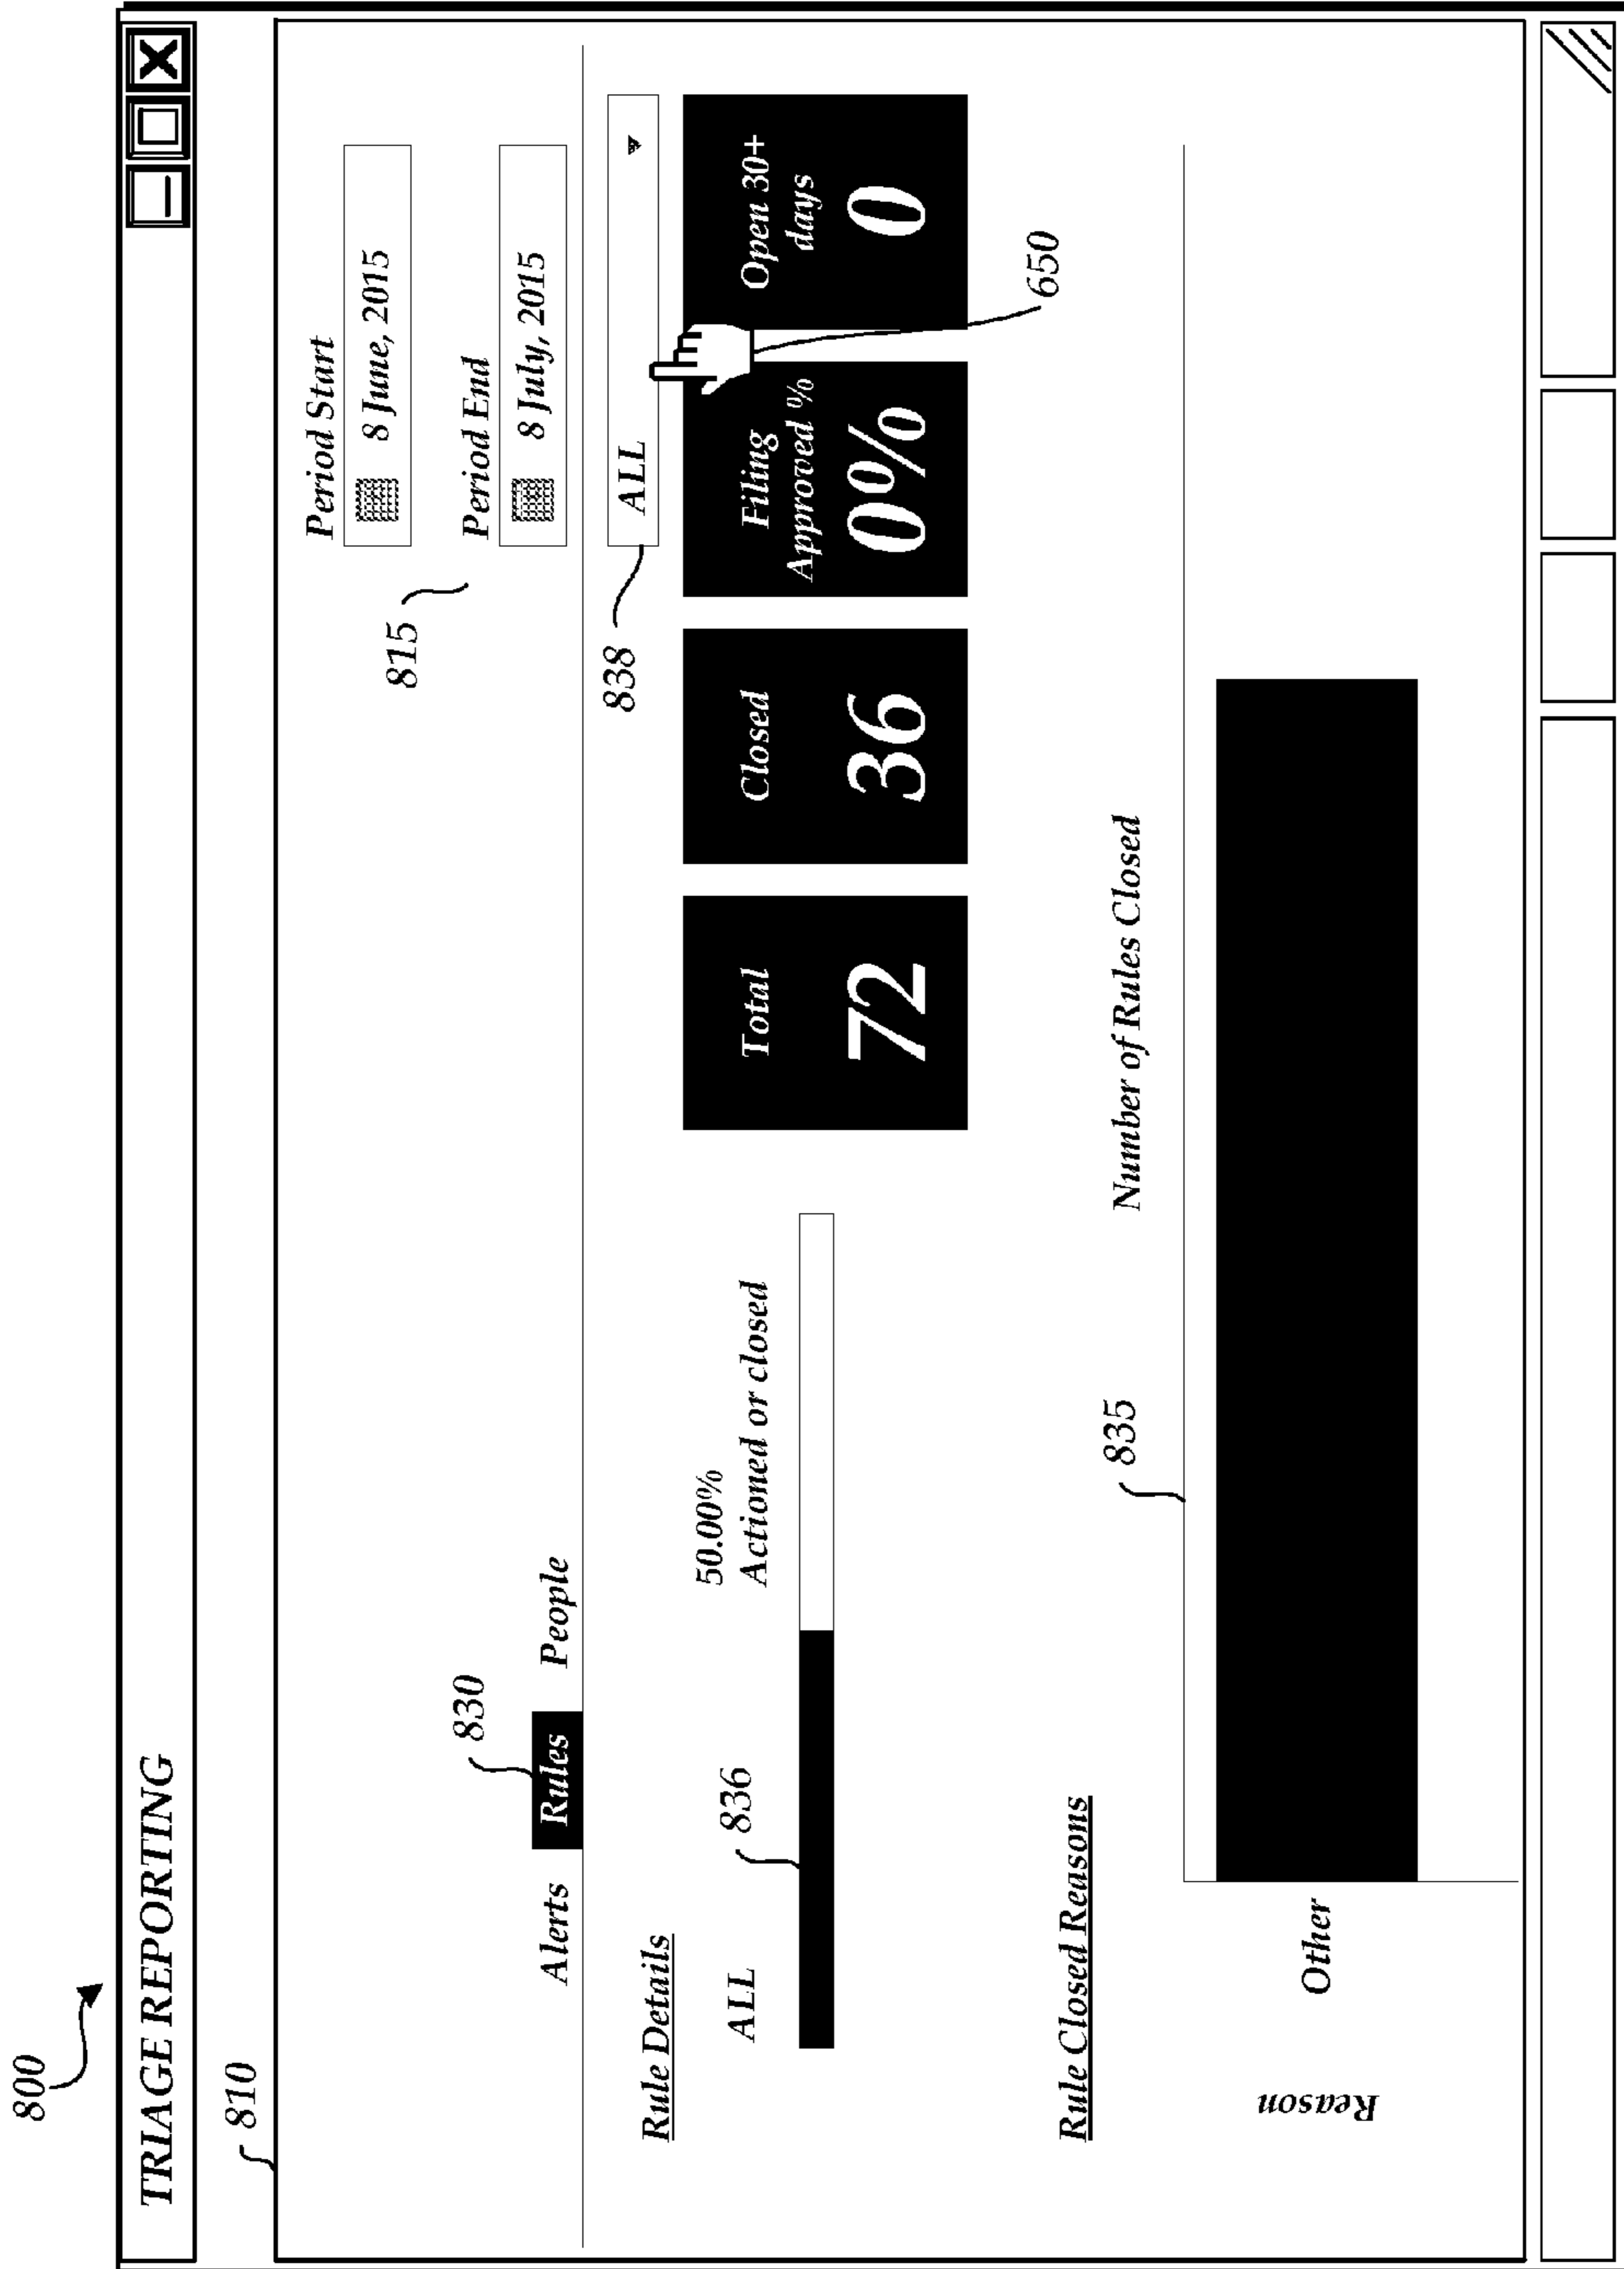 800
TRIAGE REPORTING
810
Period Start
8 June, 2015
815
Period End
8 July, 2015
830
Alerts Rules People
838
ALL
Rule Details
ALL
836
50.00%
Actioned or closed
Total
72
Closed
36
Filing
Approved %
0%
Open 30+
days
0
650
Rule Closed Reasons
835
Number of Rules Closed
Reason
Other